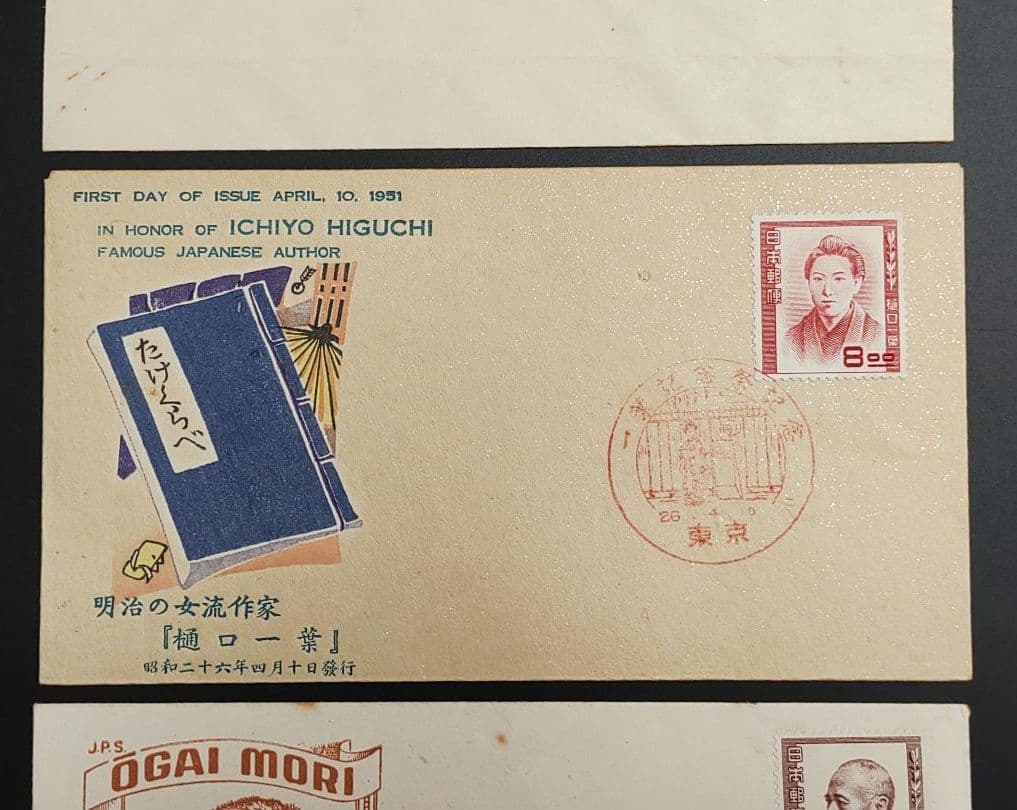 FIRST DAY OF ISSUE APRIL, 10, 1951
IN HONOR OF ICHIYO HIGUCHI
FAMOUS JAPANESE AUTHOR
たけくらべ
明治の女流作家
『樋口一葉』
昭和二十六年四月十日發行
日本郵便
樋口一葉
8.00
26.4.
東京
J.P.S.
ŌGAI MORI
日本郵便